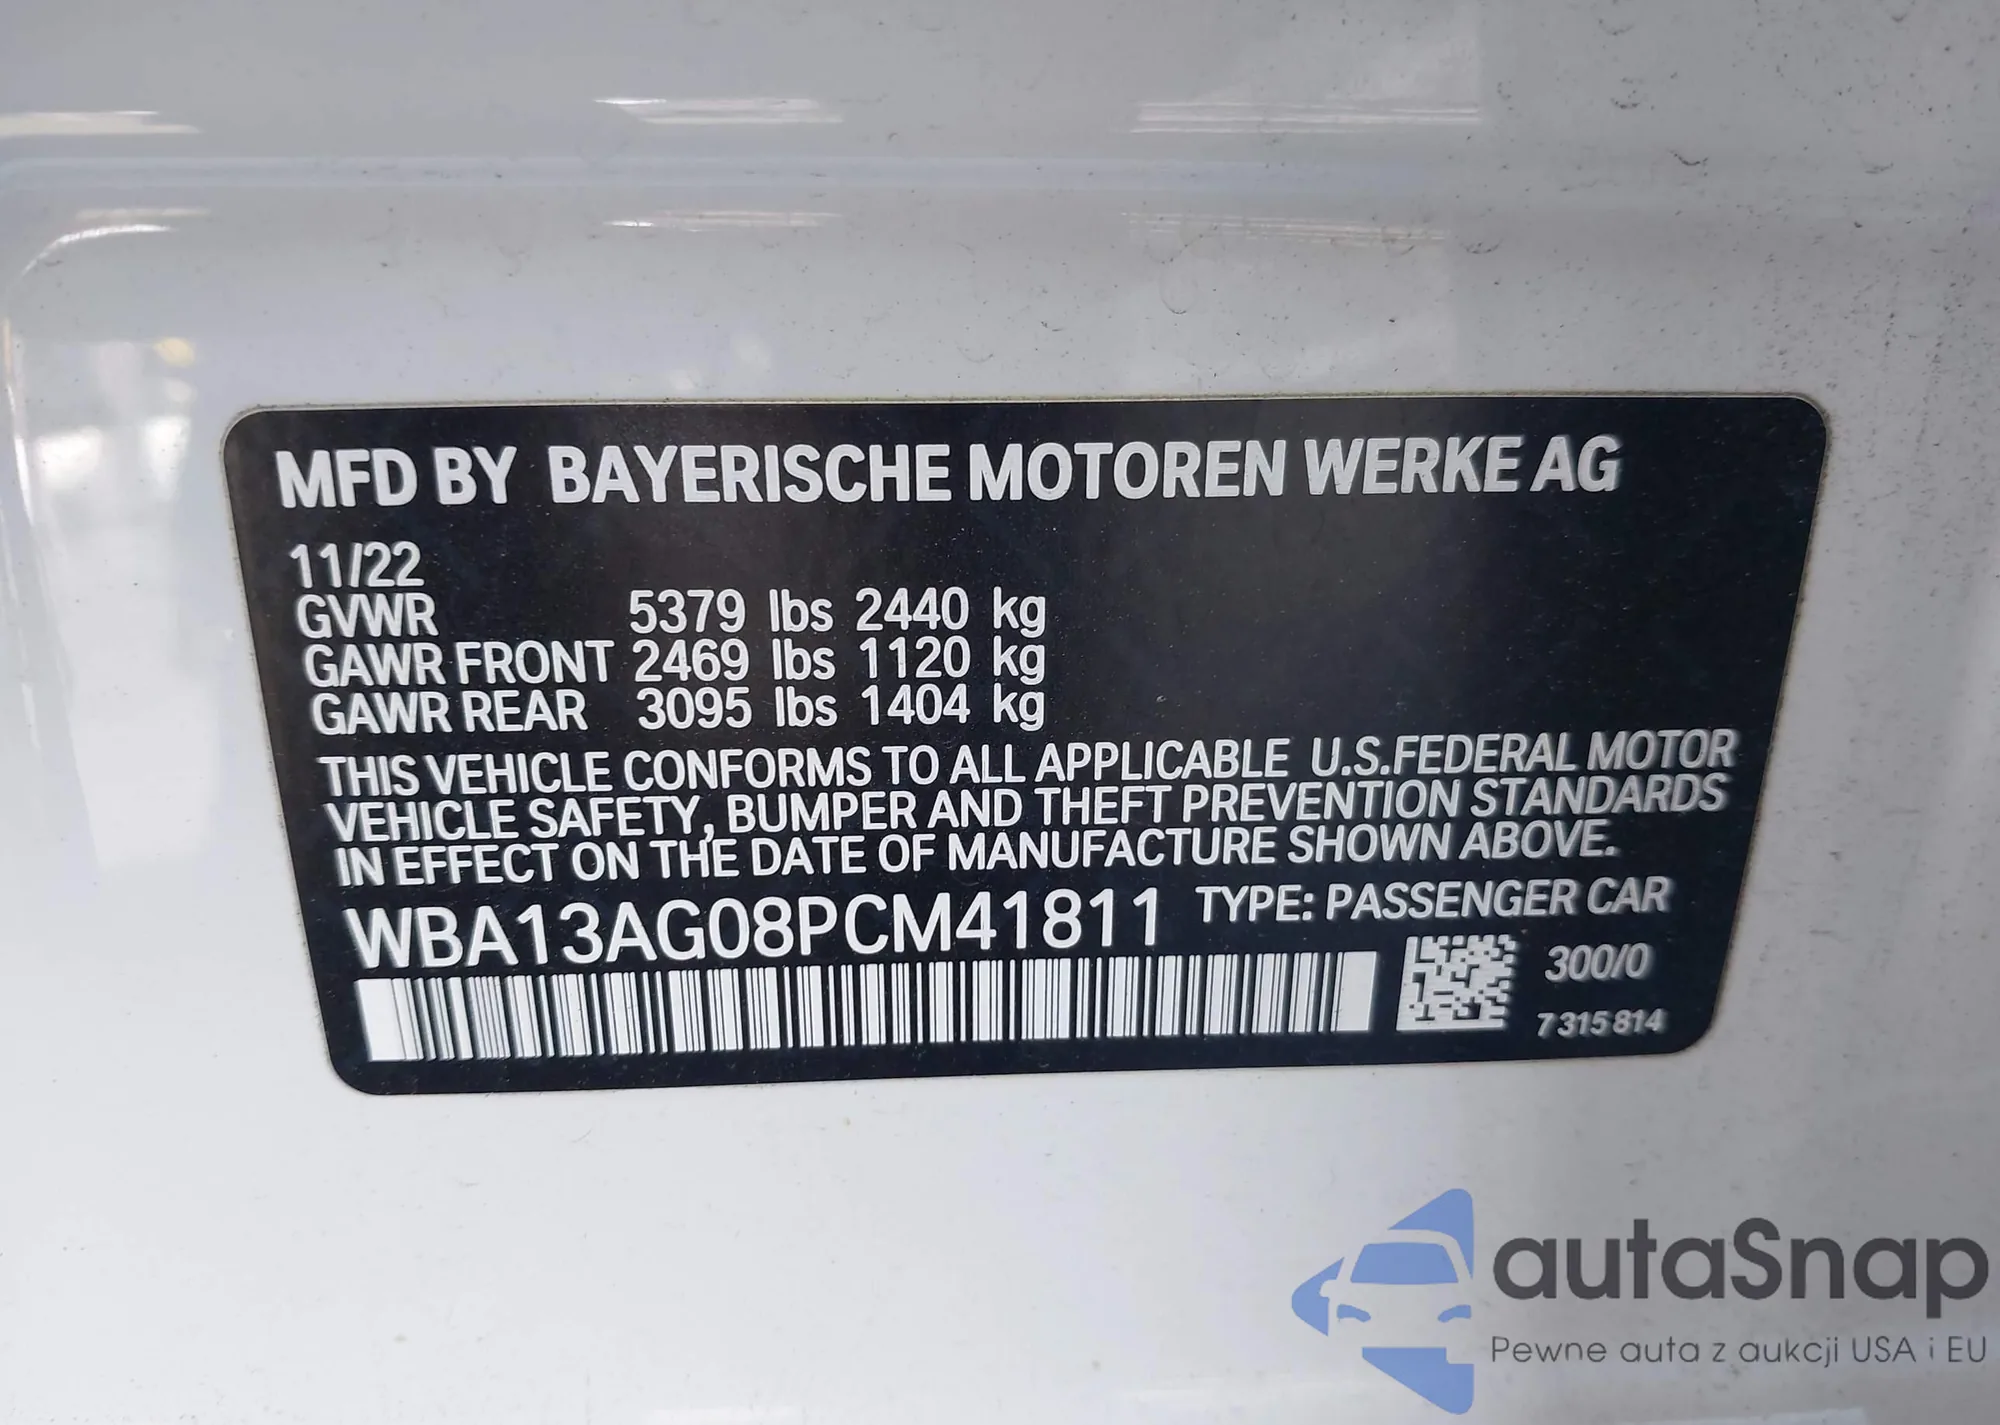 MFD BY BAYERISCHE MOTOREN WERKE AG
11/22
GVWR 5379 lbs 2440 kg
GAWR FRONT 2469 lbs 1120 kg
GAWR REAR 3095 lbs 1404 kg
THIS VEHICLE CONFORMS TO ALL APPLICABLE U.S.FEDERAL MOTOR
VEHICLE SAFETY, BUMPER AND THEFT PREVENTION STANDARDS
IN EFFECT ON THE DATE OF MANUFACTURE SHOWN ABOVE.
WBA13AG08PCM41811 TYPE: PASSENGER CAR
300/0
7315814
autaSnap
Pewne auta z aukcji USA i EU